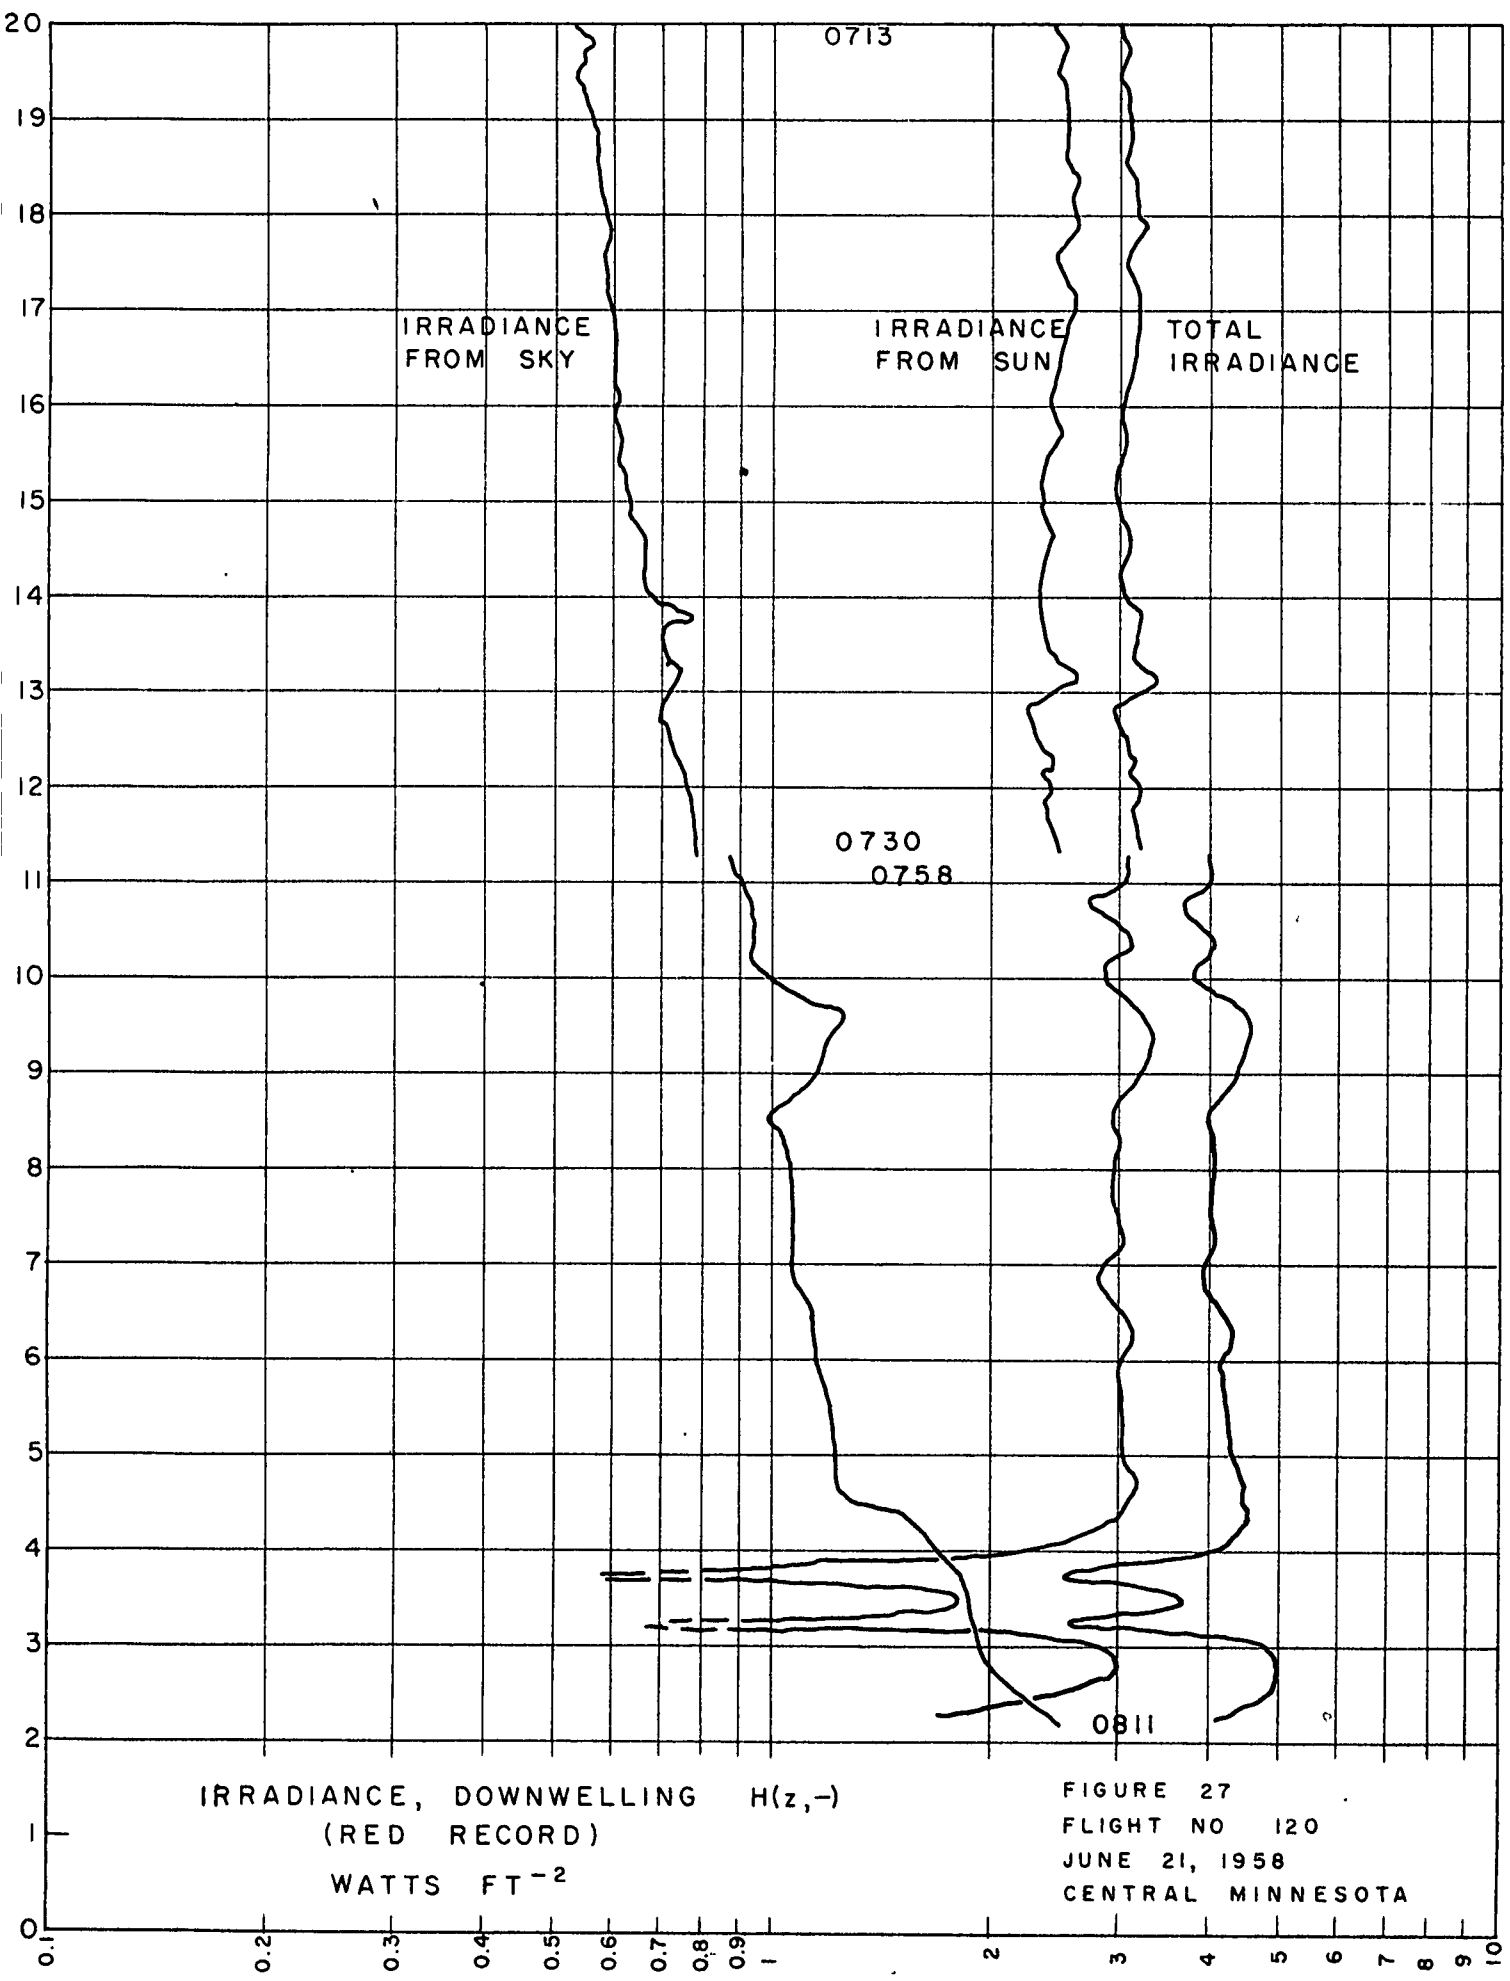 20
0713
19
18
17
IRRADIANCE
FROM SKY
IRRADIANCE
FROM SUN
TOTAL
IRRADIANCE
16
15
14
13
12
0730
0758
11
10
9
8
7
6
5
4
3
0811
2
IRRADIANCE, DOWNWELLING H(z,-)
(RED RECORD)
WATTS FT⁻²
FIGURE 27
FLIGHT NO 120
JUNE 21, 1958
CENTRAL MINNESOTA
1
0
0.1 0.2 0.3 0.4 0.5 0.6 0.7 0.8 0.9 1 2 3 4 5 6 7 8 9 10